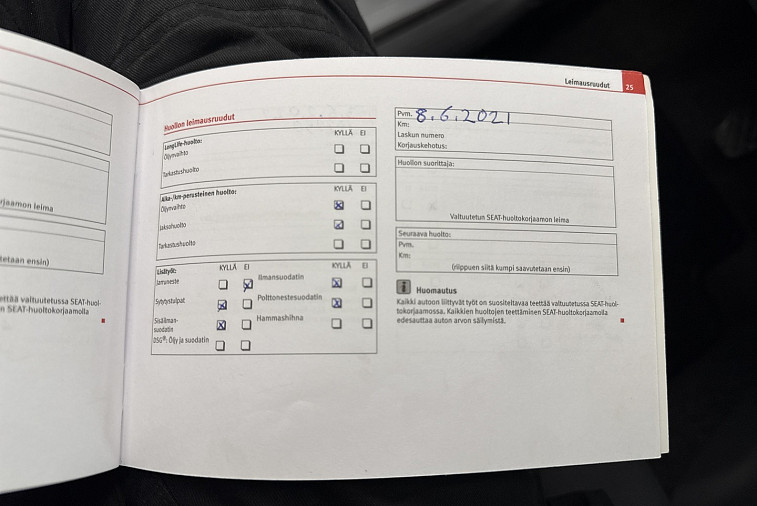 rjaamon leima
etetaan ensin)
ettää valtuutetussa SEAT-huol-
n SEAT-huoltokorjaamolla
Leimausruudut 25
Huollon leimausruudut
LongLife-huolto: KYLLÄ EI
Öljynvaihto
Tarkastushuolto
Aika-/km-perusteinen huolto: KYLLÄ EI
Öljynvaihto
Jaksohuolto
Tarkastushuolto
Lisätyöt: KYLLÄ EI KYLLÄ EI
Jarruneste Ilmansuodatin
Sytytystulpat Polttonestesuodatin
Sisäilman-
suodatin Hammashihna
DSG®: Öljy ja suodatin
Pvm. 8.6.2021
Km:
Laskun numero
Korjauskehotus:
Huollon suorittaja:
Valtuutetun SEAT-huoltokorjaamon leima
Seuraava huolto:
Pvm.
Km:
(riippuen siitä kumpi saavutetaan ensin)
Huomautus
Kaikki autoon liittyvät työt on suositeltavaa teettää valtuutetussa SEAT-huol-
tokorjaamossa. Kaikkien huoltojen teettäminen SEAT-huoltokorjaamolla
edesauttaa auton arvon säilymistä.